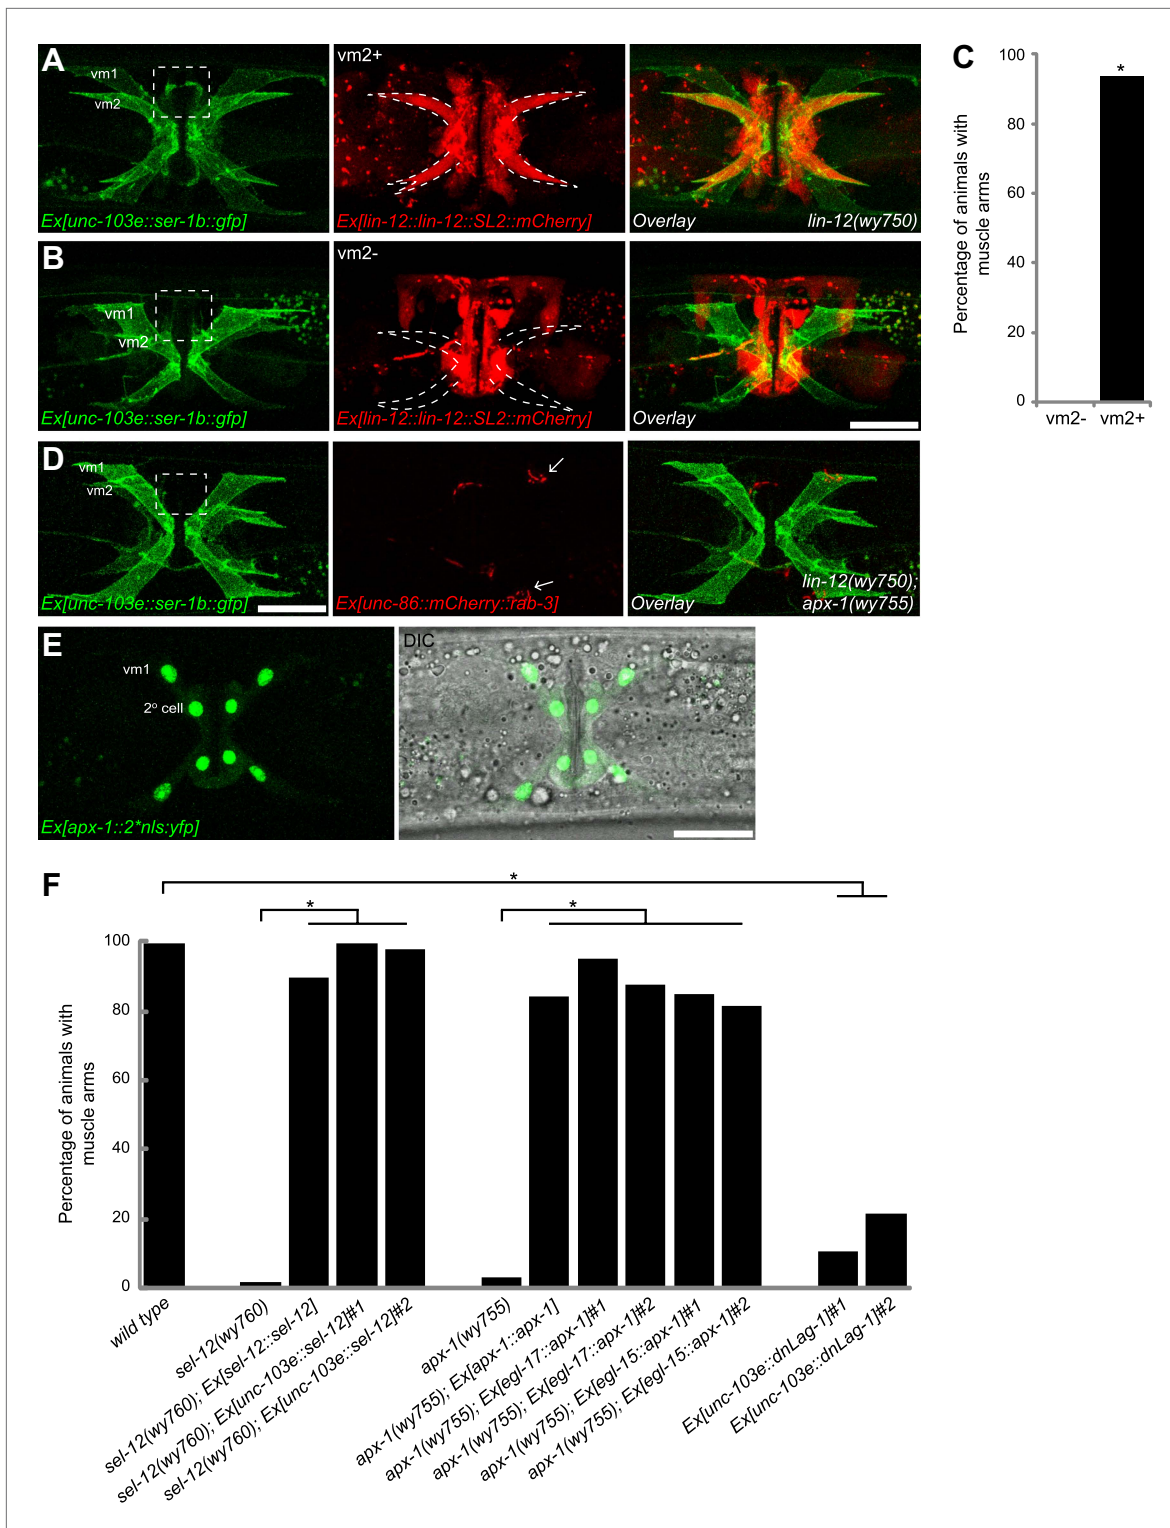 A
vm1
vm2
Ex[unc-103e::ser-1b::gfp]
vm2+
Ex[lin-12::lin-12::SL2::mCherry]
Overlay
lin-12(wy750)
B
vm1
vm2
Ex[unc-103e::ser-1b::gfp]
vm2-
Ex[lin-12::lin-12::SL2::mCherry]
Overlay
C
Percentage of animals with
muscle arms
100
80
60
40
20
0
*
vm2-
vm2+
D
vm1
vm2
Ex[unc-103e::ser-1b::gfp]
Ex[unc-86::mCherry::rab-3]
Overlay
lin-12(wy750);
apx-1(wy755)
E
vm1
2º cell
Ex[apx-1::2*nls:yfp]
DIC
F
*
*
*
Percentage of animals with
muscle arms
100
80
60
40
20
0
wild type
sel-12(wy760)
sel-12(wy760); Ex[sel-12::sel-12]
sel-12(wy760); Ex[unc-103e::sel-12]#1
sel-12(wy760); Ex[unc-103e::sel-12]#2
apx-1(wy755)
apx-1(wy755); Ex[apx-1::apx-1]
apx-1(wy755); Ex[egl-17::apx-1]#1
apx-1(wy755); Ex[egl-17::apx-1]#2
apx-1(wy755); Ex[egl-15::apx-1]#1
apx-1(wy755); Ex[egl-15::apx-1]#2
Ex[unc-103e::dnLag-1]#1
Ex[unc-103e::dnLag-1]#2